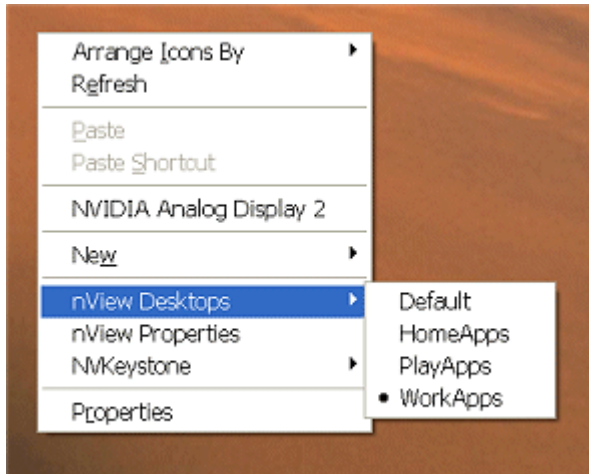 Arrange Icons By
Refresh
Paste
Paste Shortcut
NVIDIA Analog Display 2
New
nView Desktops
nView Properties
NVKeystone
Properties
Default
HomeApps
PlayApps
WorkApps